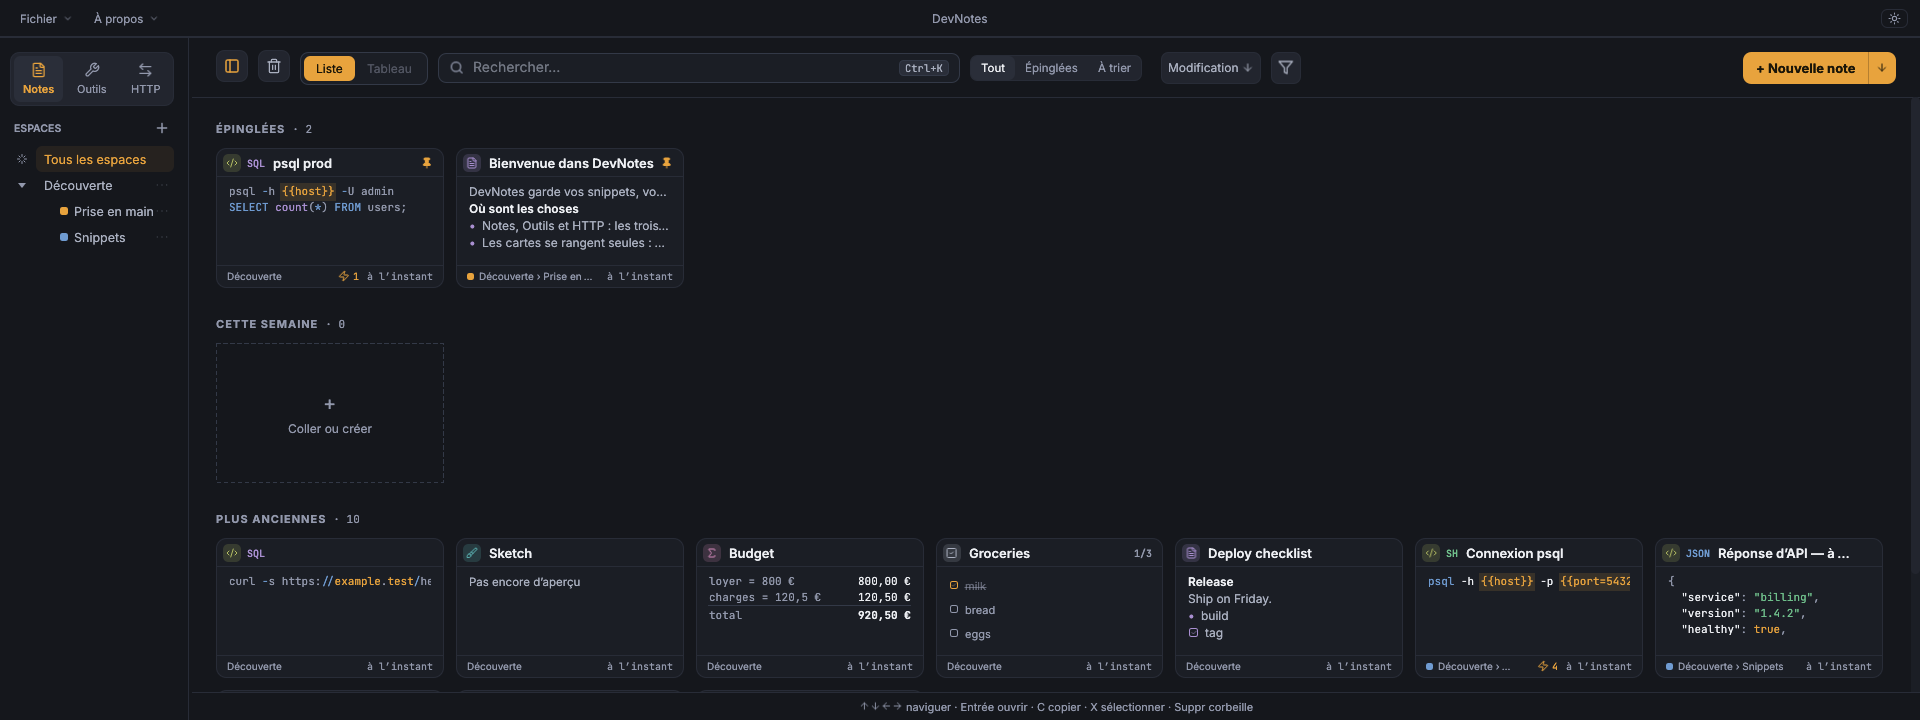 Fichier
À propos
DevNotes
Notes
Outils
HTTP
ESPACES
Tous les espaces
Découverte
Prise en main
Snippets
Liste
Tableau
Rechercher...
Ctrl+K
Tout
Épinglées
À trier
Modification ↓
+ Nouvelle note
ÉPINGLÉES · 2
SQL psql prod
psql -h {{host}} -U admin
SELECT count(*) FROM users;
Découverte
1 à l'instant
Bienvenue dans DevNotes
DevNotes garde vos snippets, vo...
Où sont les choses
• Notes, Outils et HTTP : les trois...
• Les cartes se rangent seules : ...
Découverte › Prise en ... à l'instant
CETTE SEMAINE · 0
+
Coller ou créer
PLUS ANCIENNES · 10
SQL
curl -s https://example.test/he
Découverte à l'instant
Sketch
Pas encore d'aperçu
Découverte à l'instant
Budget
loyer = 800 € 800,00 €
charges = 120,5 € 120,50 €
total 920,50 €
Découverte à l'instant
Groceries 1/3
milk
bread
eggs
Découverte à l'instant
Deploy checklist
Release
Ship on Friday.
• build
tag
Découverte à l'instant
SH Connexion psql
psql -h {{host}} -p {{port=5432
Découverte › ... 4 à l'instant
JSON Réponse d'API — à ...
{
"service": "billing",
"version": "1.4.2",
"healthy": true,
Découverte › Snippets à l'instant
↑↓←→ naviguer · Entrée ouvrir · C copier · X sélectionner · Suppr corbeille